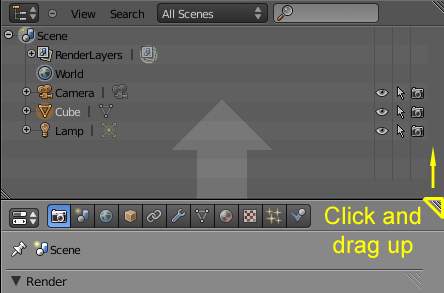 View Search All Scenes
Scene
RenderLayers |
World
Camera |
Cube |
Lamp |
Click and
drag up
Scene
Render